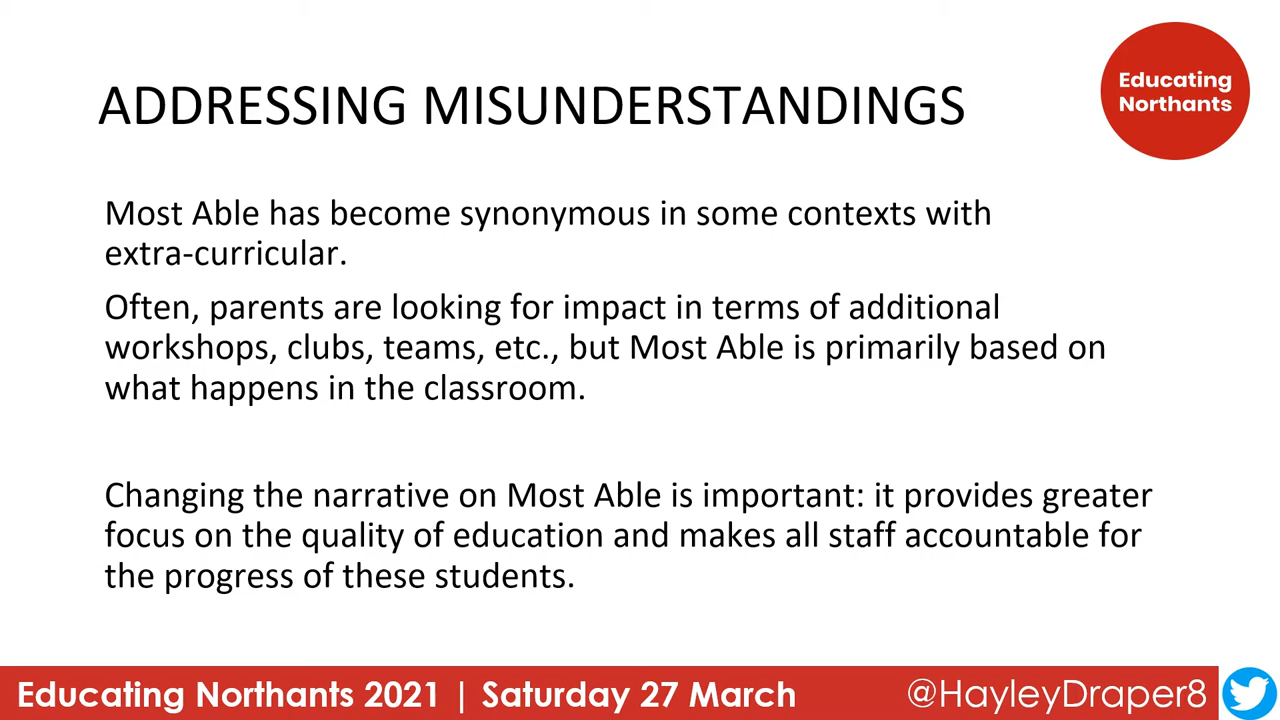 ADDRESSING MISUNDERSTANDINGS
Educating
Northants
Most Able has become synonymous in some contexts with
extra-curricular.
Often, parents are looking for impact in terms of additional
workshops, clubs, teams, etc., but Most Able is primarily based on
what happens in the classroom.
Changing the narrative on Most Able is important: it provides greater
focus on the quality of education and makes all staff accountable for
the progress of these students.
Educating Northants 2021 | Saturday 27 March
@HayleyDraper8